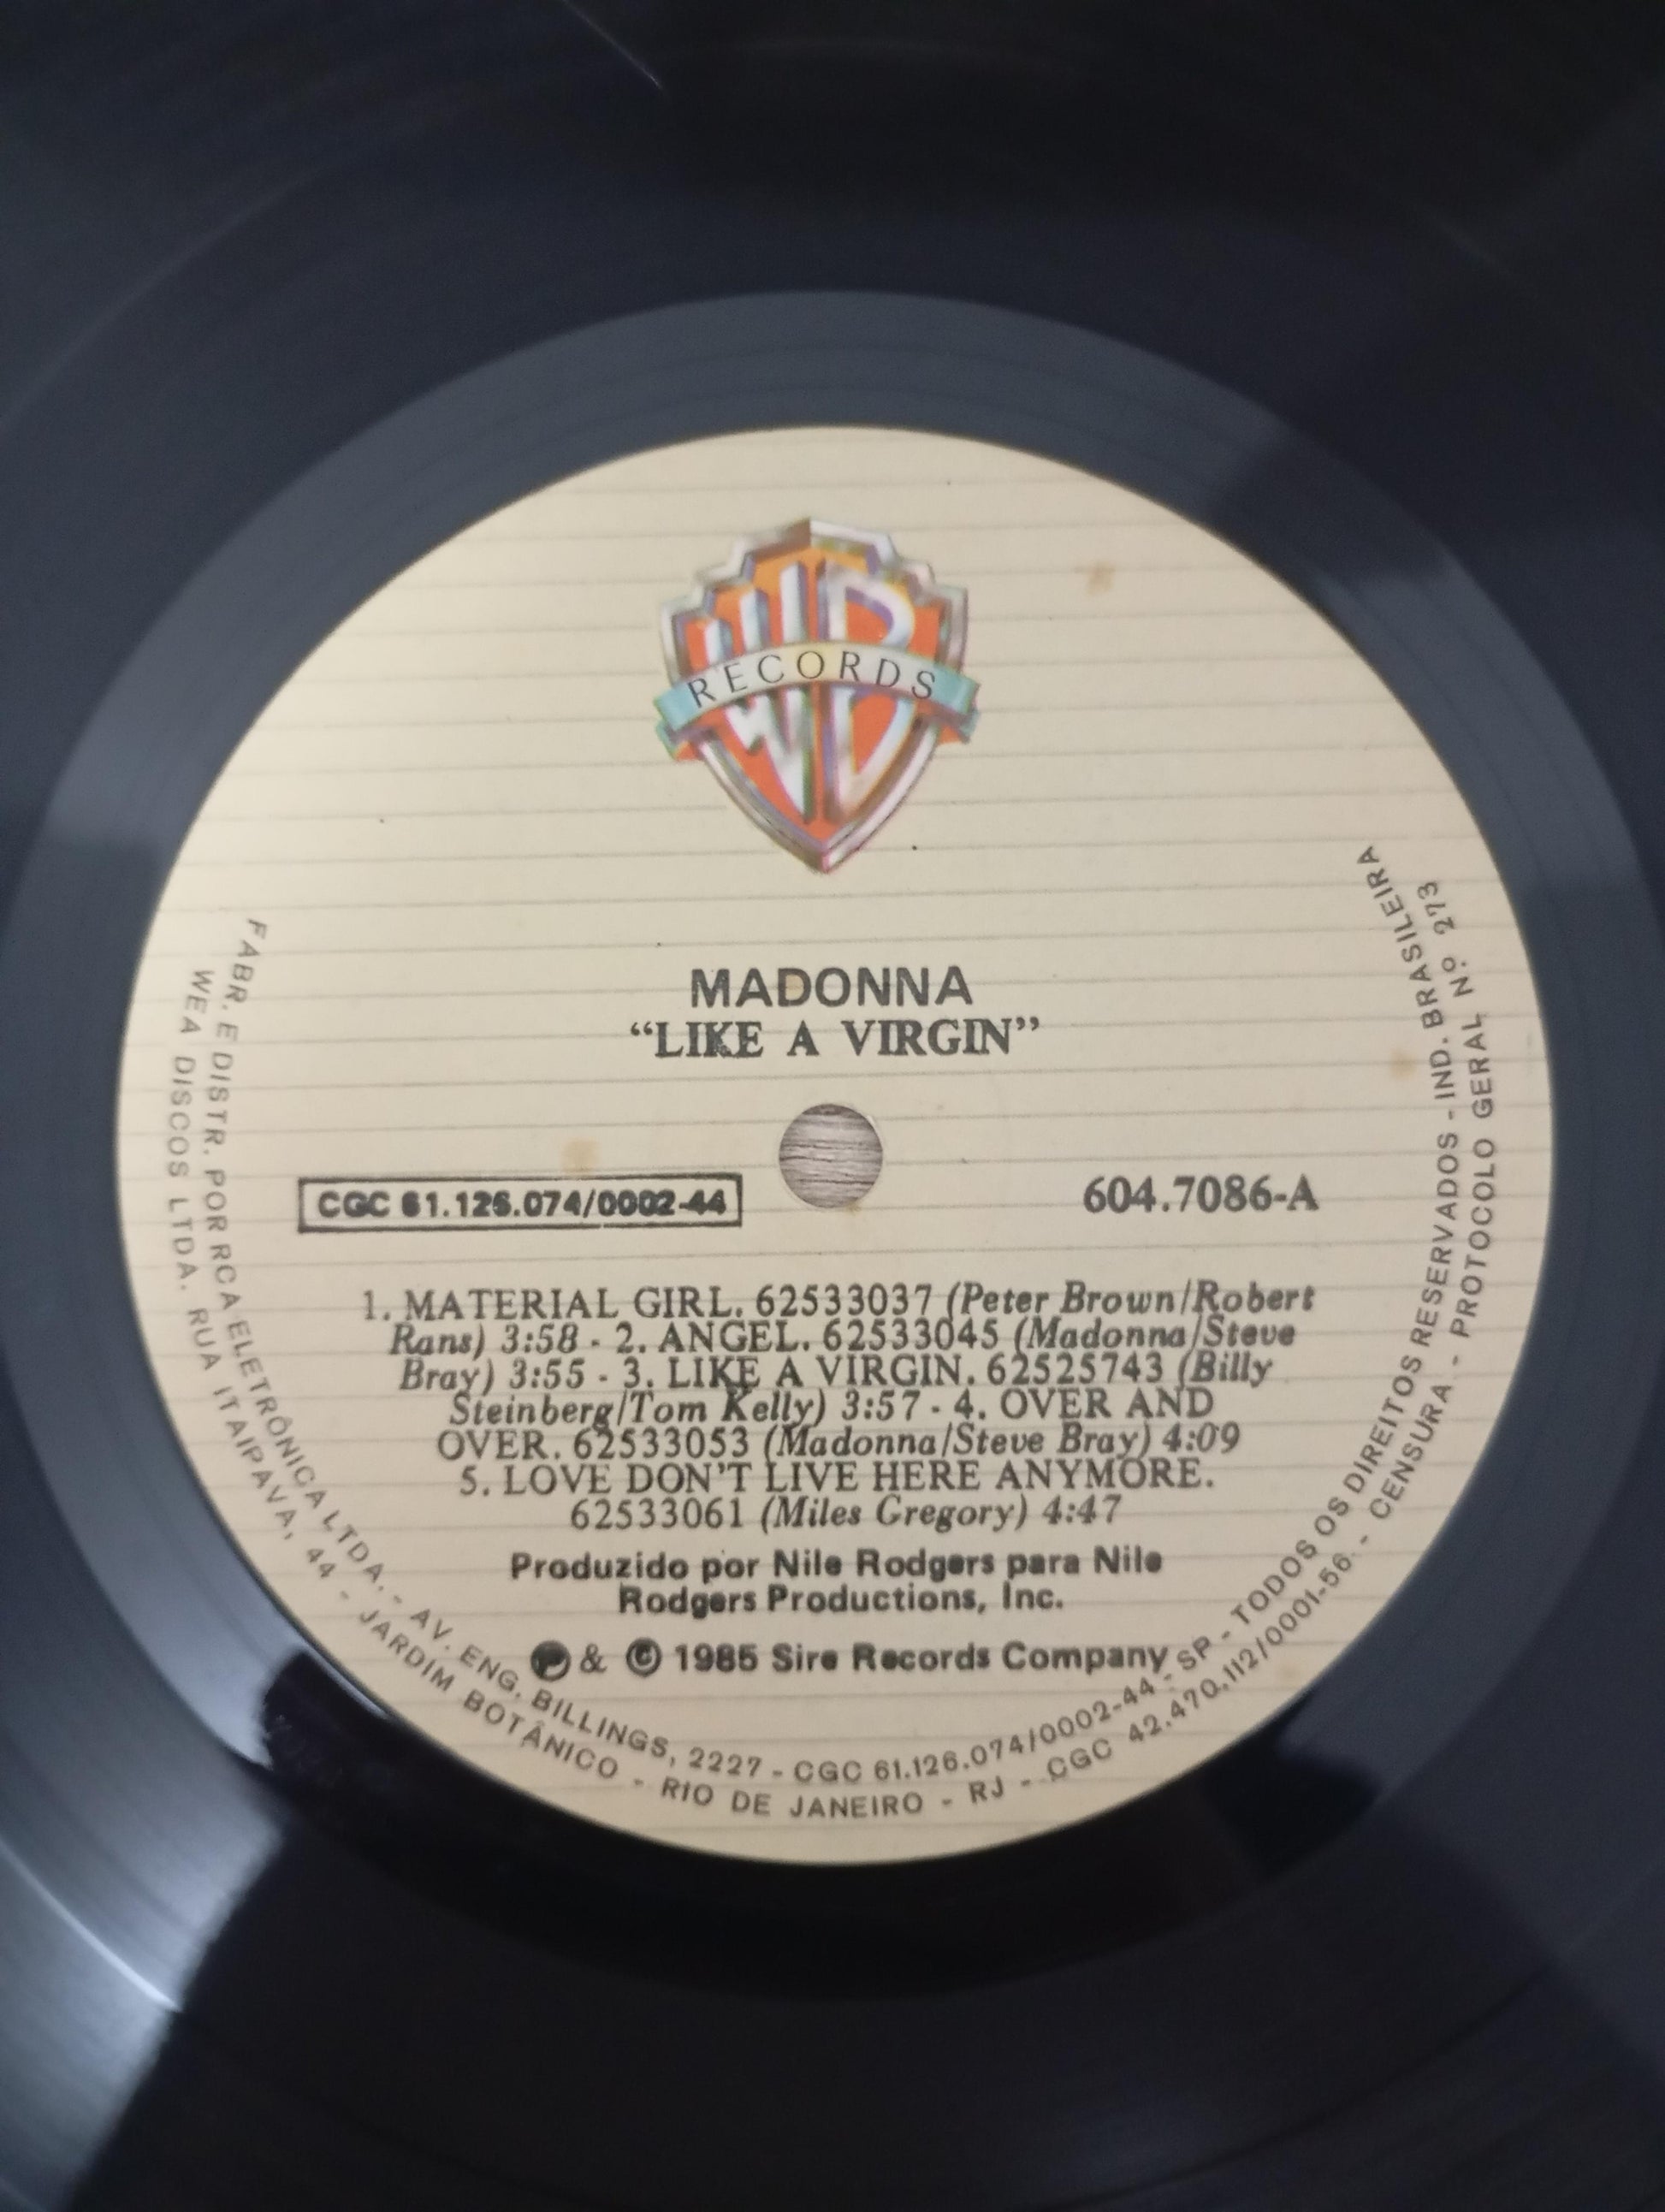 WB
RECORDS
MADONNA
“LIKE A VIRGIN”
CGC 61.126.074/0002-44
604.7086-A
1. MATERIAL GIRL. 62533037 (Peter Brown/Robert
Rans) 3:58 - 2. ANGEL. 62533045 (Madonna/Steve
Bray) 3:55 - 3. LIKE A VIRGIN. 62525743 (Billy
Steinberg/Tom Kelly) 3:57 - 4. OVER AND
OVER. 62533053 (Madonna/Steve Bray) 4:09
5. LOVE DON’T LIVE HERE ANYMORE.
62533061 (Miles Gregory) 4:47
Produzido por Nile Rodgers para Nile
Rodgers Productions, Inc.
℗ & © 1985 Sire Records Company
FABR. E DISTR. POR RCA ELETRÔNICA LTDA. - AV. ENG. BILLINGS, 2227 - CGC 61.126.074/0002-44 - SP - TODOS OS DIREITOS RESERVADOS - IND. BRASILEIRA
WEA DISCOS LTDA. RUA ITAIPAVA, 44 - JARDIM BOTÂNICO - RIO DE JANEIRO - RJ - CGC 42.470.112/0001-56 - CENSURA - PROTOCOLO GERAL Nº 273